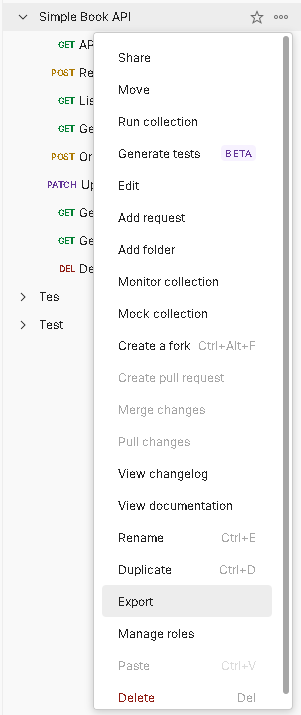 Simple Book API
GET AP
POST Re
GET Lis
GET Ge
POST Or
PATCH Up
GET Ge
GET Ge
DEL De
Tes
Test
Share
Move
Run collection
Generate tests BETA
Edit
Add request
Add folder
Monitor collection
Mock collection
Create a fork Ctrl+Alt+F
Create pull request
Merge changes
Pull changes
View changelog
View documentation
Rename Ctrl+E
Duplicate Ctrl+D
Export
Manage roles
Paste Ctrl+V
Delete Del